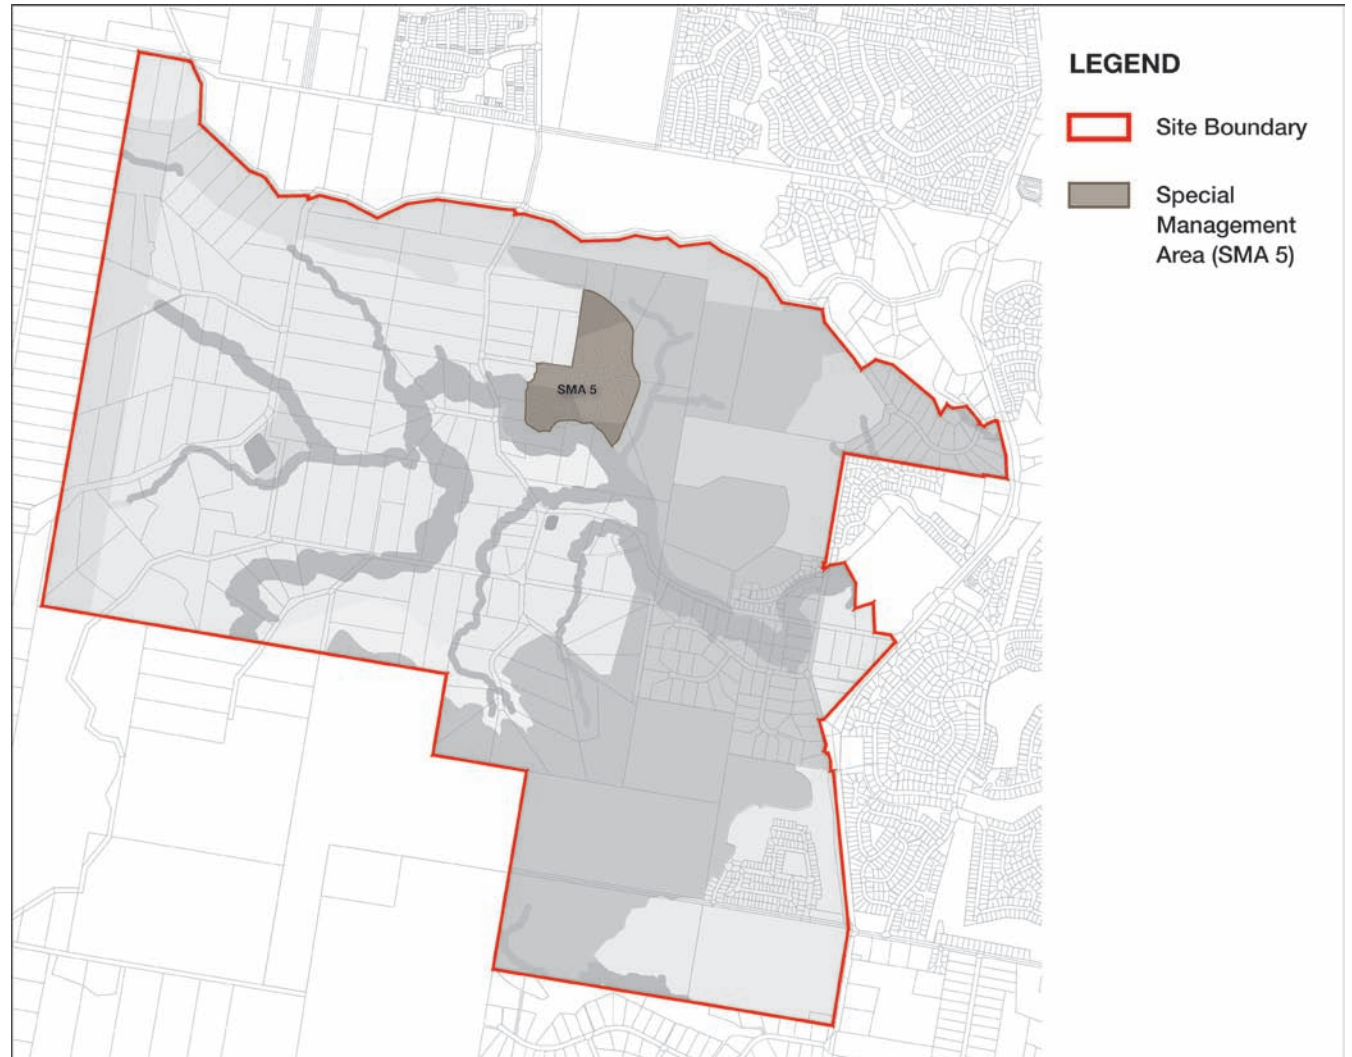 LEGEND
Site Boundary
Special
Management
Area (SMA 5)
SMA 5